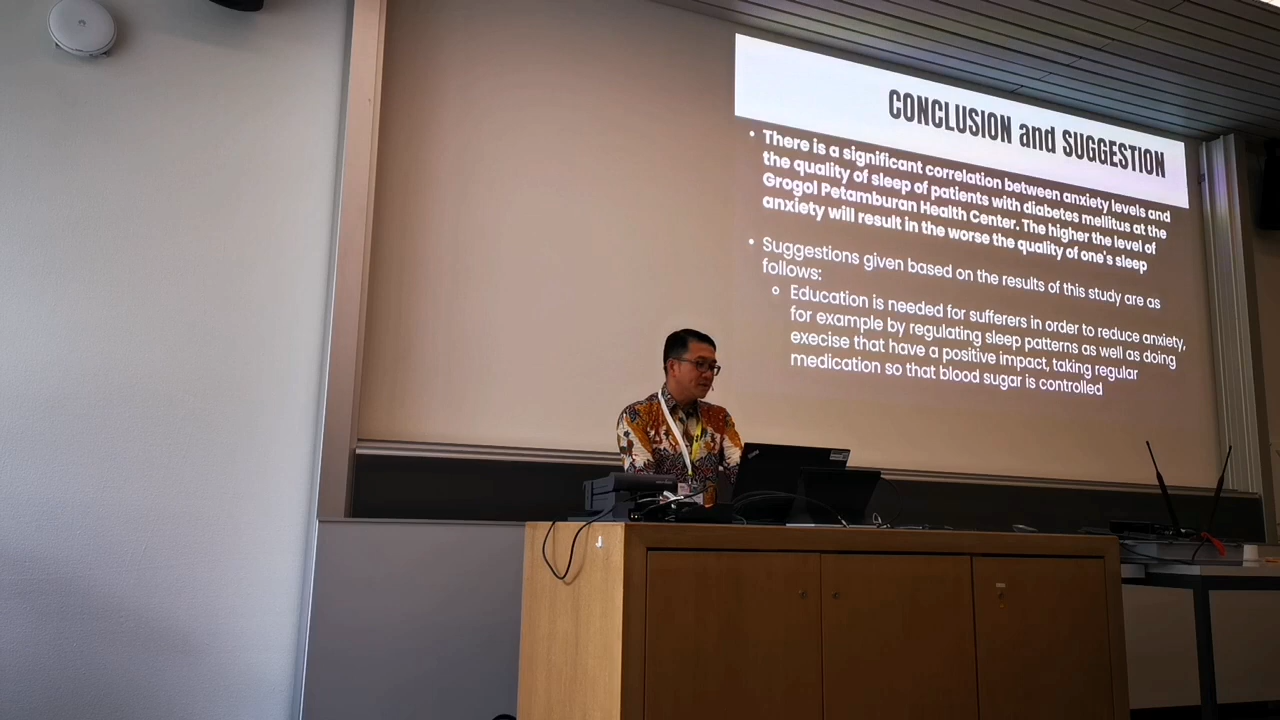 CONCLUSION and SUGGESTION
• There is a significant correlation between anxiety levels and
the quality of sleep of patients with diabetes mellitus at the
Grogol Petamburan Health Center. The higher the level of
anxiety will result in the worse the quality of one's sleep
• Suggestions given based on the results of this study are as
follows:
○ Education is needed for sufferers in order to reduce anxiety,
for example by regulating sleep patterns as well as doing
execise that have a positive impact, taking regular
medication so that blood sugar is controlled